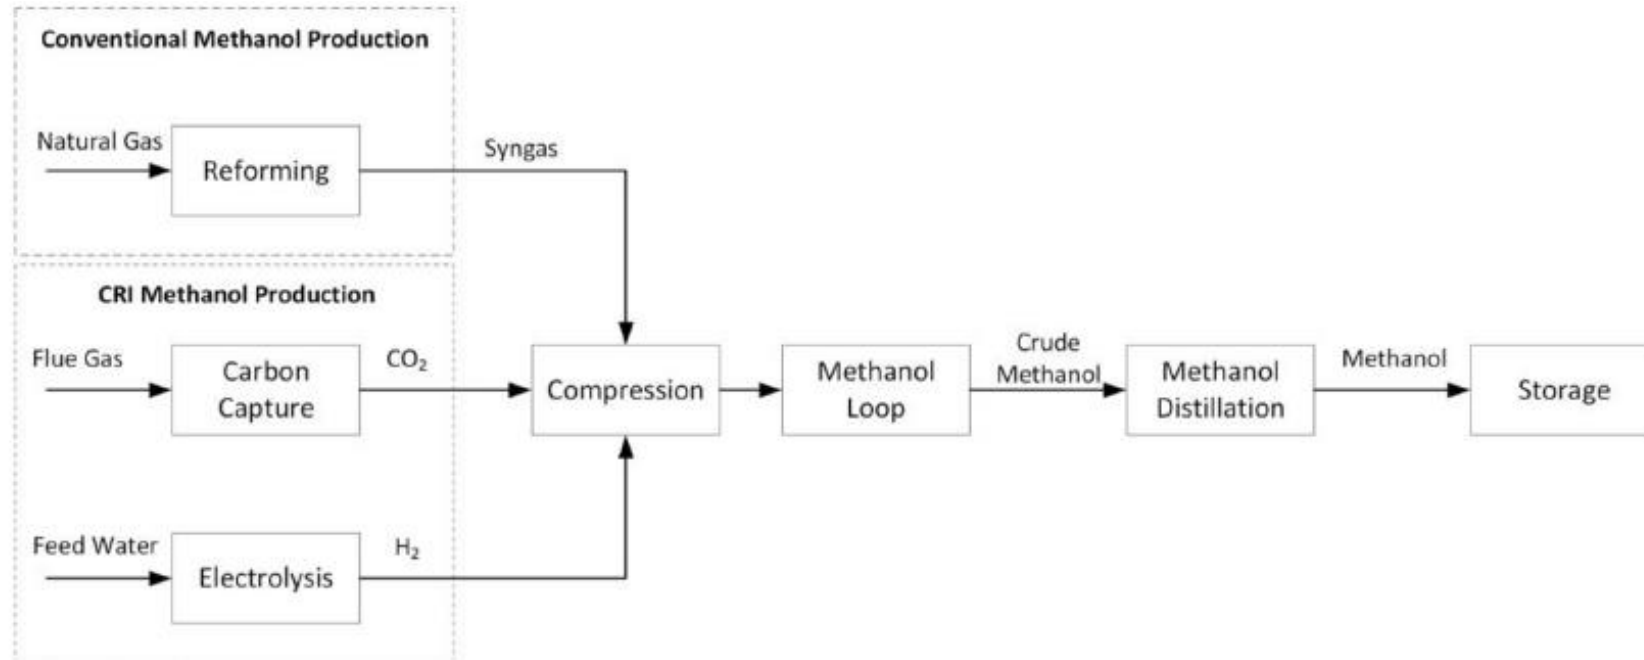 Conventional Methanol Production
Natural Gas
Reforming
Syngas
CRI Methanol Production
Flue Gas
Carbon
Capture
CO₂
Compression
Methanol
Loop
Crude
Methanol
Methanol
Distillation
Methanol
Storage
Feed Water
Electrolysis
H₂